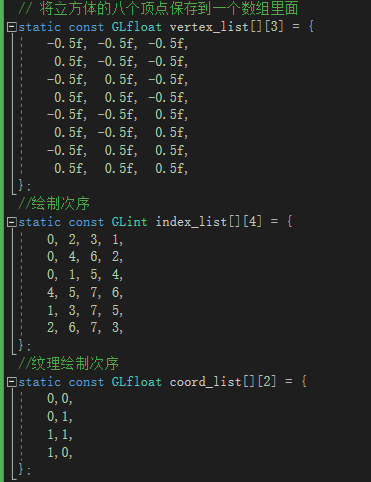 // 将立方体的八个顶点保存到一个数组里面
static const GLfloat vertex_list[][3] = {
-0.5f, -0.5f, -0.5f,
0.5f, -0.5f, -0.5f,
-0.5f, 0.5f, -0.5f,
0.5f, 0.5f, -0.5f,
-0.5f, -0.5f, 0.5f,
0.5f, -0.5f, 0.5f,
-0.5f, 0.5f, 0.5f,
0.5f, 0.5f, 0.5f,
};
//绘制次序
static const GLint index_list[][4] = {
0, 2, 3, 1,
0, 4, 6, 2,
0, 1, 5, 4,
4, 5, 7, 6,
1, 3, 7, 5,
2, 6, 7, 3,
};
//纹理绘制次序
static const GLfloat coord_list[][2] = {
0,0,
0,1,
1,1,
1,0,
};